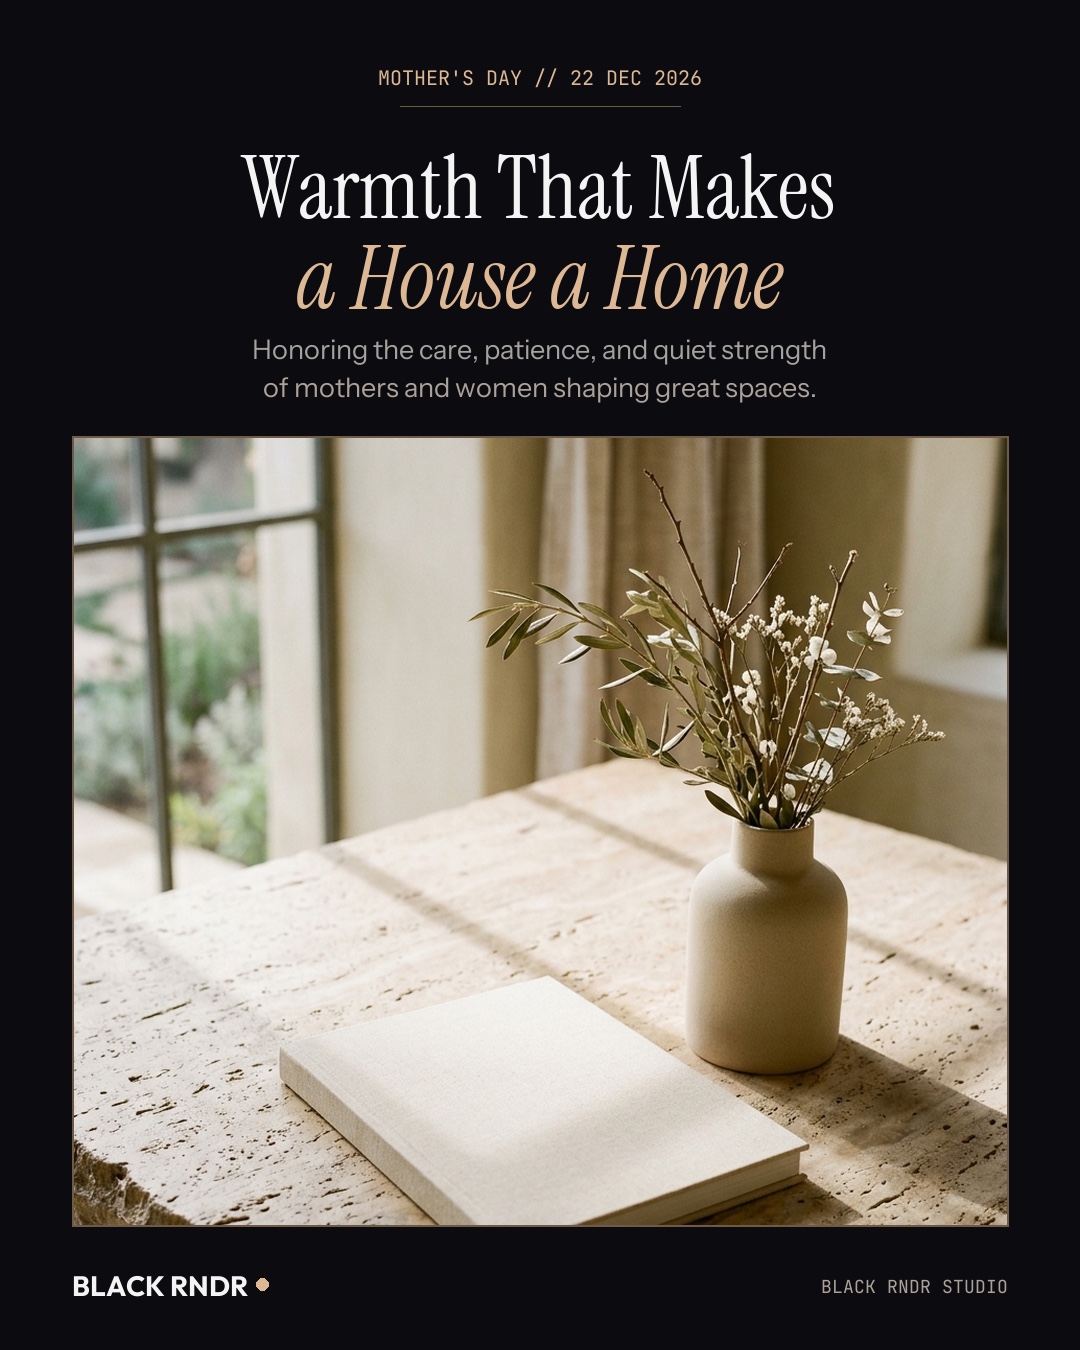 MOTHER'S DAY // 22 DEC 2026
Warmth That Makes
a House a Home
Honoring the care, patience, and quiet strength
of mothers and women shaping great spaces.
BLACK RNDR
BLACK RNDR STUDIO